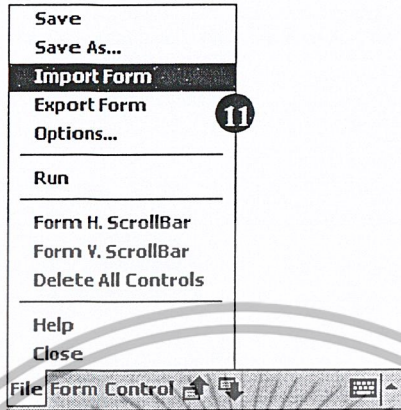 Save
Save As...
Import Form
Export Form
11
Options...
Run
Form H. ScrollBar
Form V. ScrollBar
Delete All Controls
Help
Close
File Form Control